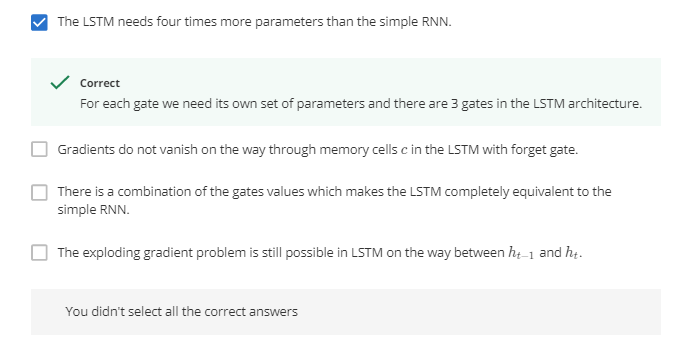 The LSTM needs four times more parameters than the simple RNN.
Correct
For each gate we need its own set of parameters and there are 3 gates in the LSTM architecture.
Gradients do not vanish on the way through memory cells c in the LSTM with forget gate.
There is a combination of the gates values which makes the LSTM completely equivalent to the
simple RNN.
The exploding gradient problem is still possible in LSTM on the way between hₜ₋₁ and hₜ.
You didn't select all the correct answers